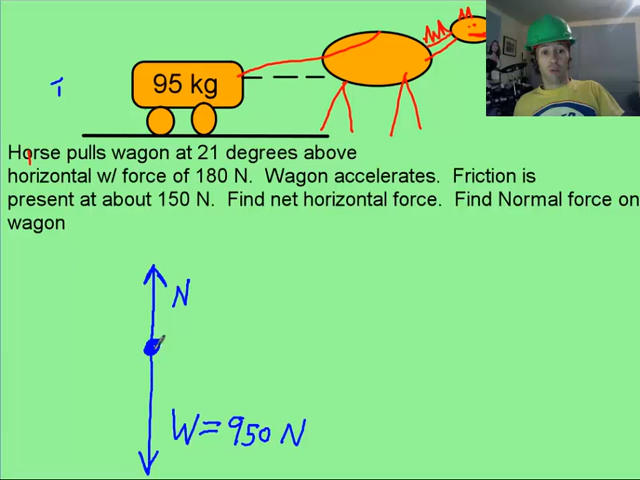 95 kg
Horse pulls wagon at 21 degrees above
horizontal w/ force of 180 N. Wagon accelerates. Friction is
present at about 150 N. Find net horizontal force. Find Normal force on
wagon
N
W=950 N